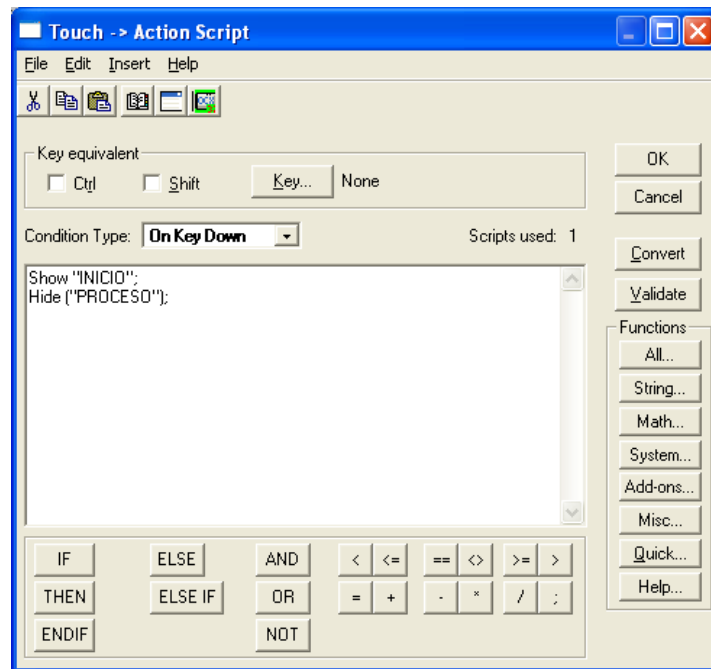 Touch -> Action Script
File Edit Insert Help
Key equivalent
Ctrl Shift Key... None
OK
Cancel
Condition Type: On Key Down Scripts used: 1
Convert
Validate
Show "INICIO";
Hide ("PROCESO");
Functions
All...
String...
Math...
System...
Add-ons...
Misc...
Quick...
Help...
IF ELSE AND < <= == <> >= >
THEN ELSE IF OR = + - * / ;
ENDIF NOT